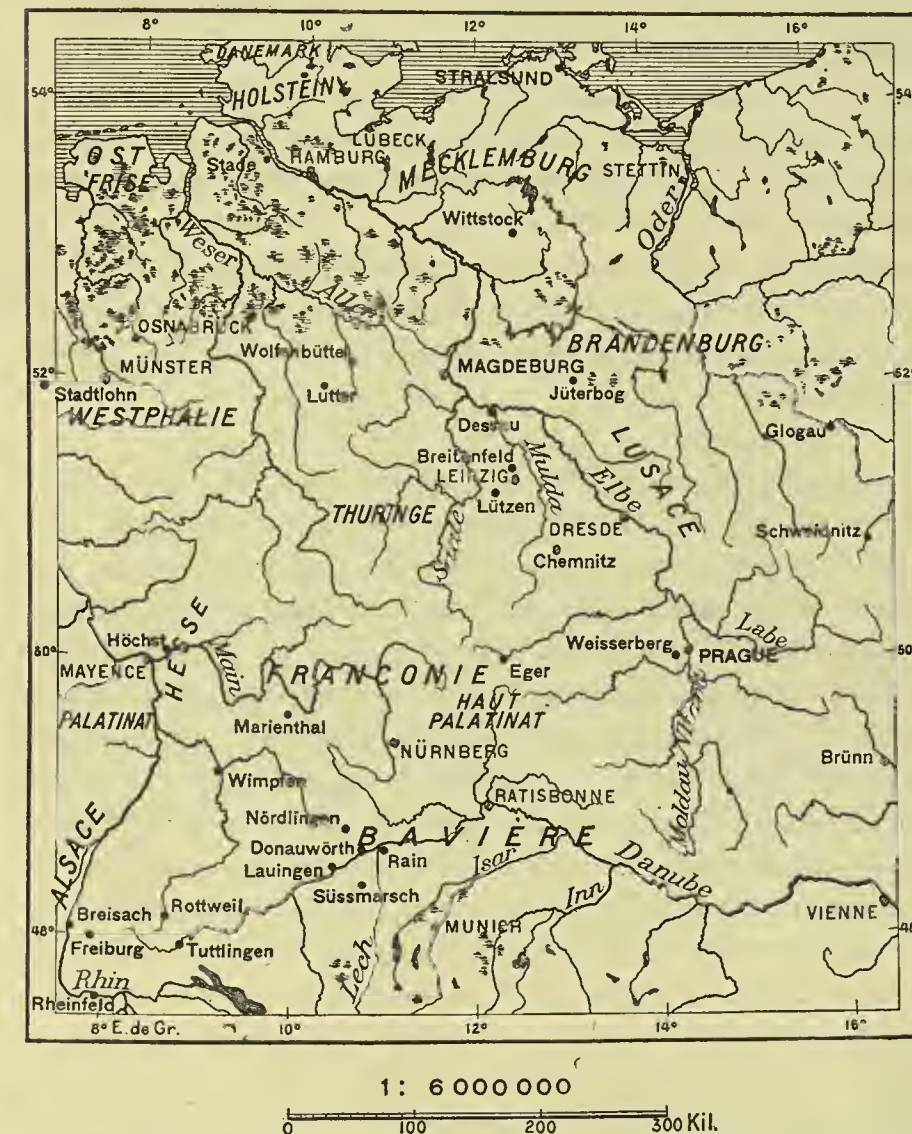 8° 10° 12° 14° 16°
DANEMARK
HOLSTEIN
STRALSUND
54° 54°
LÜBECK
HAMBURG
MECKLEMBURG
OST
FRISE
Stade
STETTIN
Oder
Wittstock
Weser
Aller
OSNABRÜCK
Wolfenbüttel
BRANDENBURG
MÜNSTER
MAGDEBURG
52° 52°
Stadtlohn
Lutter
Jüterbog
WESTPHALIE
Dessau
Glogau
Breitenfeld
LEIPZIG
Mulda
Elbe
LUSACE
Lützen
THURINGE
Saale
DRESDE
Chemnitz
Schweidnitz
Höchst
Weisserberg
Labe
50° 50°
MAYENCE
HESSE
Main
FRANCONIE
Eger
PRAGUE
PALATINAT
HAUT
PALATINAT
Marienthal
NÜRNBERG
Moldau
Brünn
Wimpfen
RATISBONNE
ALSACE
Nördlingen
BAVIERE
Donauwörth
Rain
Isar
Danube
Lauingen
Süssmarsch
Inn
Breisach
Rottweil
MUNICH
VIENNE
48° 48°
Freiburg
Tuttlingen
Lech
Rhin
Rheinfeld
8° E. de Gr. 10° 12° 14° 16°
1: 6 000 000
0 100 200 300 Kil.